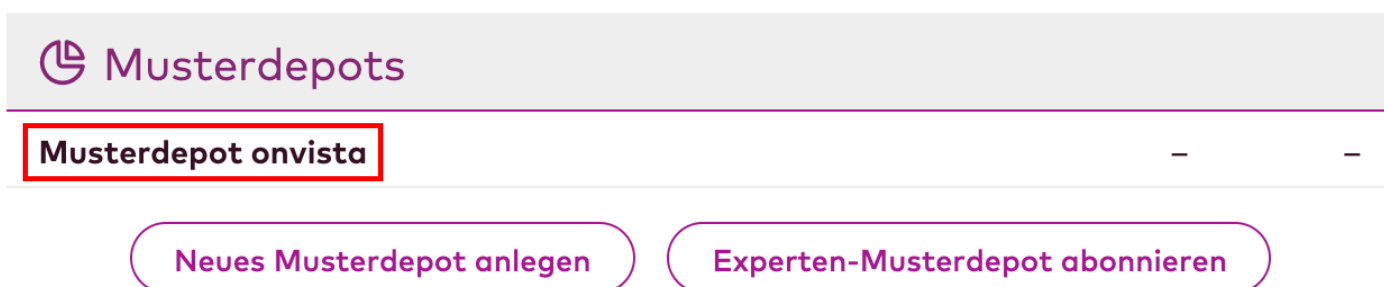 Musterdepots
Musterdepot onvista – –
Neues Musterdepot anlegen Experten-Musterdepot abonnieren